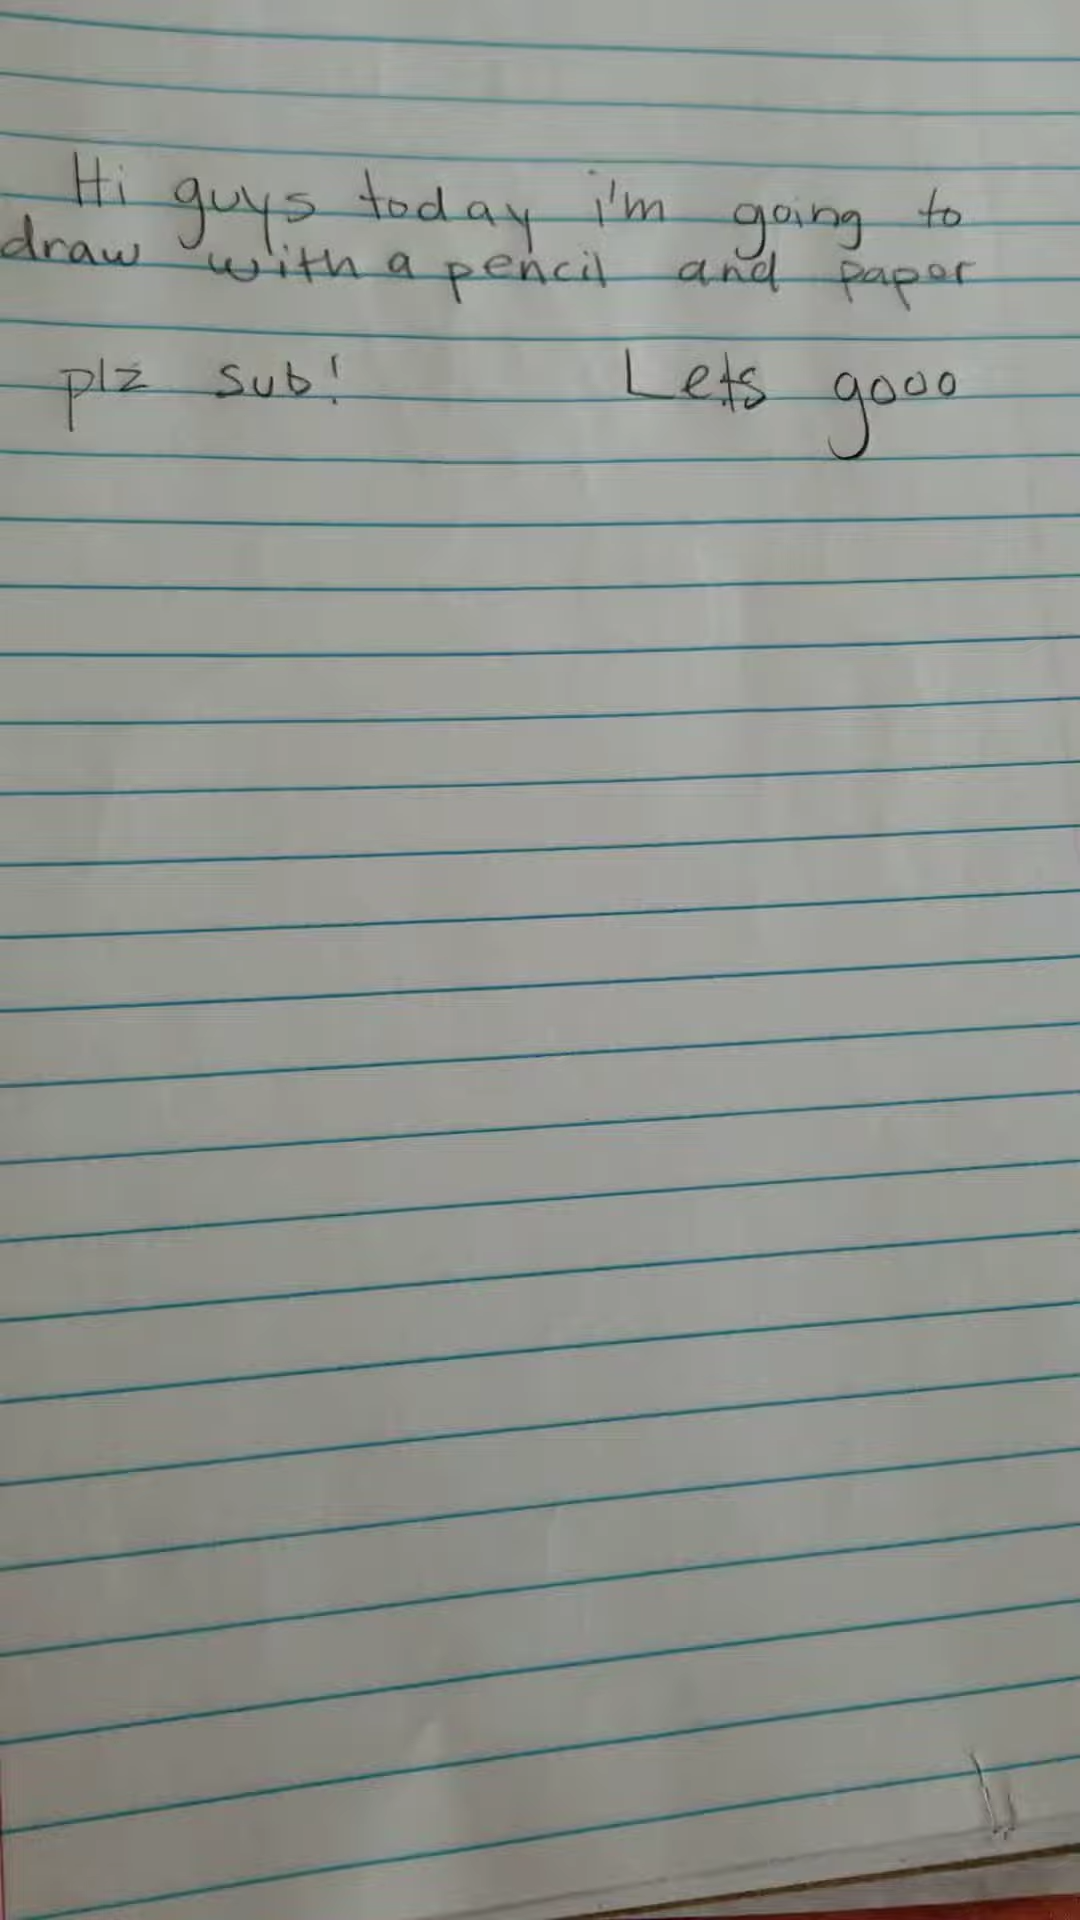 Hi guys today i'm going to
draw with a pencil and paper
plz sub! Lets gooo